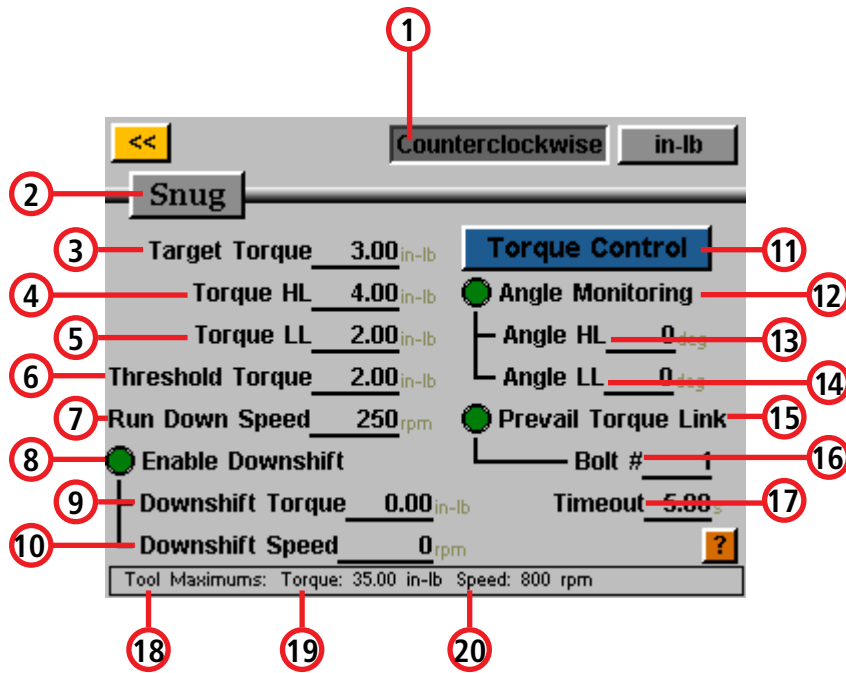 1
<< Counterclockwise in-lb
2 Snug
3 Target Torque 3.00 in-lb Torque Control 11
4 Torque HL 4.00 in-lb Angle Monitoring 12
5 Torque LL 2.00 in-lb Angle HL 0 deg 13
6 Threshold Torque 2.00 in-lb Angle LL 0 deg 14
7 Run Down Speed 250 rpm Prevail Torque Link 15
8 Enable Downshift Bolt # 1 16
9 Downshift Torque 0.00 in-lb Timeout 5.00 s 17
10 Downshift Speed 0 rpm ?
Tool Maximums: Torque: 35.00 in-lb Speed: 800 rpm
18 19 20